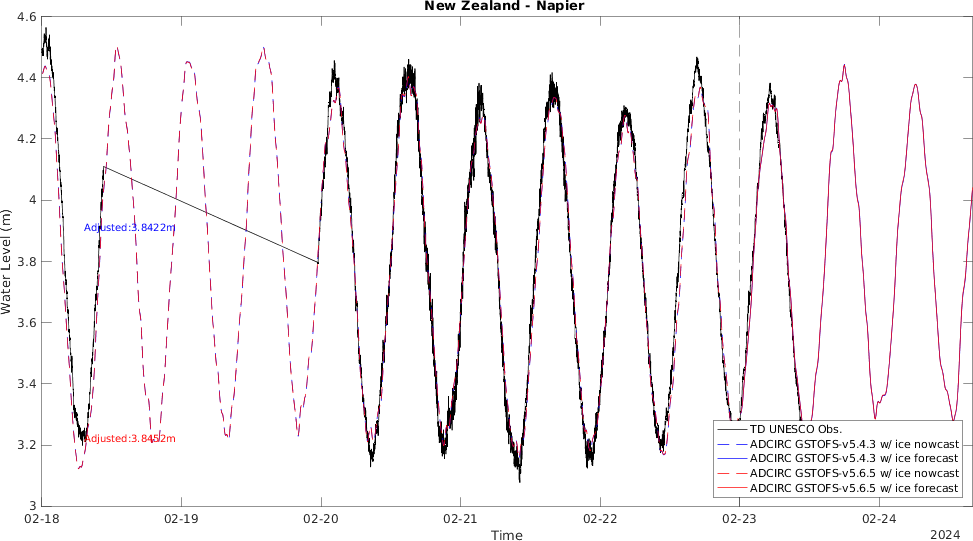 New Zealand - Napier
4.6
4.4
4.2
4
3.8
3.6
3.4
3.2
3
Water Level (m)
Adjusted:3.8422m
Adjusted:3.8452m
TD UNESCO Obs.
ADCIRC GSTOFS-v5.4.3 w/ ice nowcast
ADCIRC GSTOFS-v5.4.3 w/ ice forecast
ADCIRC GSTOFS-v5.6.5 w/ ice nowcast
ADCIRC GSTOFS-v5.6.5 w/ ice forecast
02-18 02-19 02-20 02-21 02-22 02-23 02-24
Time
2024